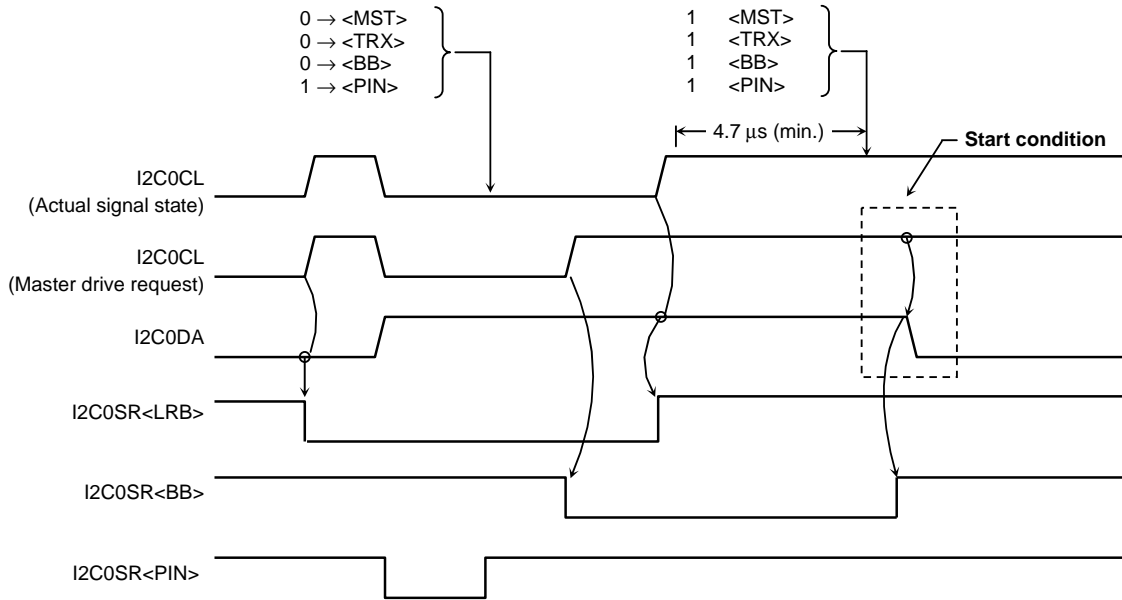 0 → <MST>
0 → <TRX>
0 → <BB>
1 → <PIN>
1 <MST>
1 <TRX>
1 <BB>
1 <PIN>
4.7 μs (min.)
Start condition
I2C0CL
(Actual signal state)
I2C0CL
(Master drive request)
I2C0DA
I2C0SR<LRB>
I2C0SR<BB>
I2C0SR<PIN>